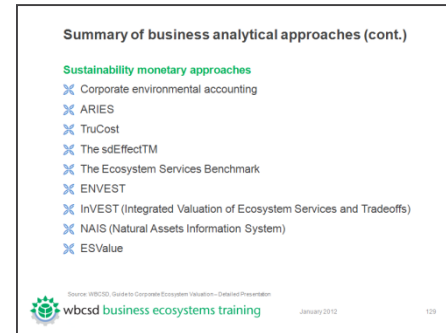 Summary of business analytical approaches (cont.)
Sustainability monetary approaches
Corporate environmental accounting
ARIES
TruCost
The sdEffectTM
The Ecosystem Services Benchmark
ENVEST
InVEST (Integrated Valuation of Ecosystem Services and Tradeoffs)
NAIS (Natural Assets Information System)
ESValue
Source: WBCSD, Guide to Corporate Ecosystem Valuation – Detailed Presentation
wbcsd business ecosystems training
January 2012
129